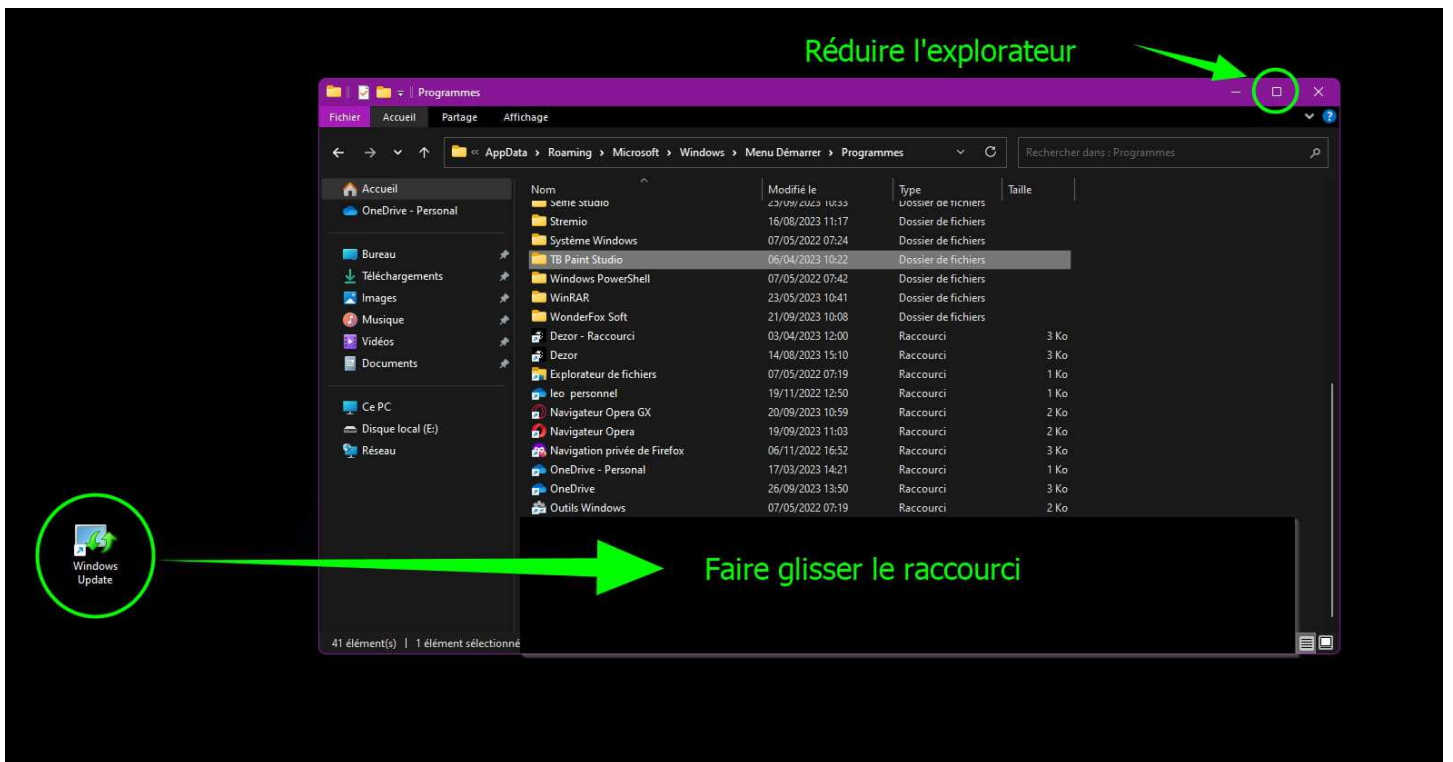 Réduire l'explorateur
Programmes
Fichier Accueil Partage Affichage
« AppData › Roaming › Microsoft › Windows › Menu Démarrer › Programmes
Rechercher dans : Programmes
Accueil
OneDrive - Personal
Bureau
Téléchargements
Images
Musique
Vidéos
Documents
Ce PC
Disque local (E:)
Réseau
Nom Modifié le Type Taille
Selfie Studio 25/09/2023 10:33 Dossier de fichiers
Stremio 16/08/2023 11:17 Dossier de fichiers
Système Windows 07/05/2022 07:24 Dossier de fichiers
TB Paint Studio 06/04/2023 10:22 Dossier de fichiers
Windows PowerShell 07/05/2022 07:42 Dossier de fichiers
WinRAR 23/05/2023 10:41 Dossier de fichiers
WonderFox Soft 21/09/2023 10:08 Dossier de fichiers
Dezor - Raccourci 03/04/2023 12:00 Raccourci 3 Ko
Dezor 14/08/2023 15:10 Raccourci 3 Ko
Explorateur de fichiers 07/05/2022 07:19 Raccourci 1 Ko
leo personnel 19/11/2022 12:50 Raccourci 1 Ko
Navigateur Opera GX 20/09/2023 10:59 Raccourci 2 Ko
Navigateur Opera 19/09/2023 11:03 Raccourci 2 Ko
Navigation privée de Firefox 06/11/2022 16:52 Raccourci 3 Ko
OneDrive - Personal 17/03/2023 14:21 Raccourci 1 Ko
OneDrive 26/09/2023 13:50 Raccourci 3 Ko
Outils Windows 07/05/2022 07:19 Raccourci 2 Ko
Windows
Update
Faire glisser le raccourci
41 élément(s) | 1 élément sélectionné